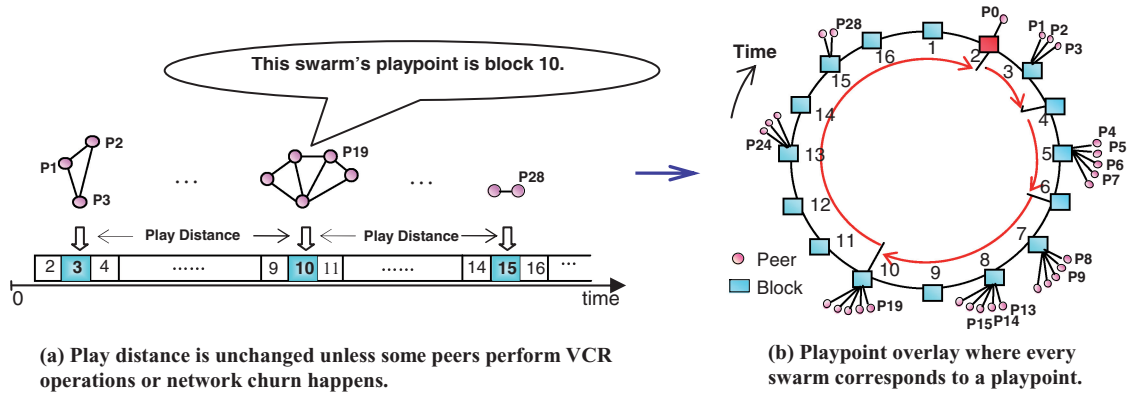 This swarm's playpoint is block 10.
P1
P2
P3
...
P19
...
P28
Play Distance
Play Distance
2
3
4
......
9
10
11
......
14
15
16
...
0
time
(a) Play distance is unchanged unless some peers perform VCR
operations or network churn happens.
Time
P0
P1
P2
P3
P4
P5
P6
P7
P8
P9
P13
P14
P15
P19
P24
P28
1
2
3
4
5
6
7
8
9
10
11
12
13
14
15
16
Peer
Block
(b) Playpoint overlay where every
swarm corresponds to a playpoint.